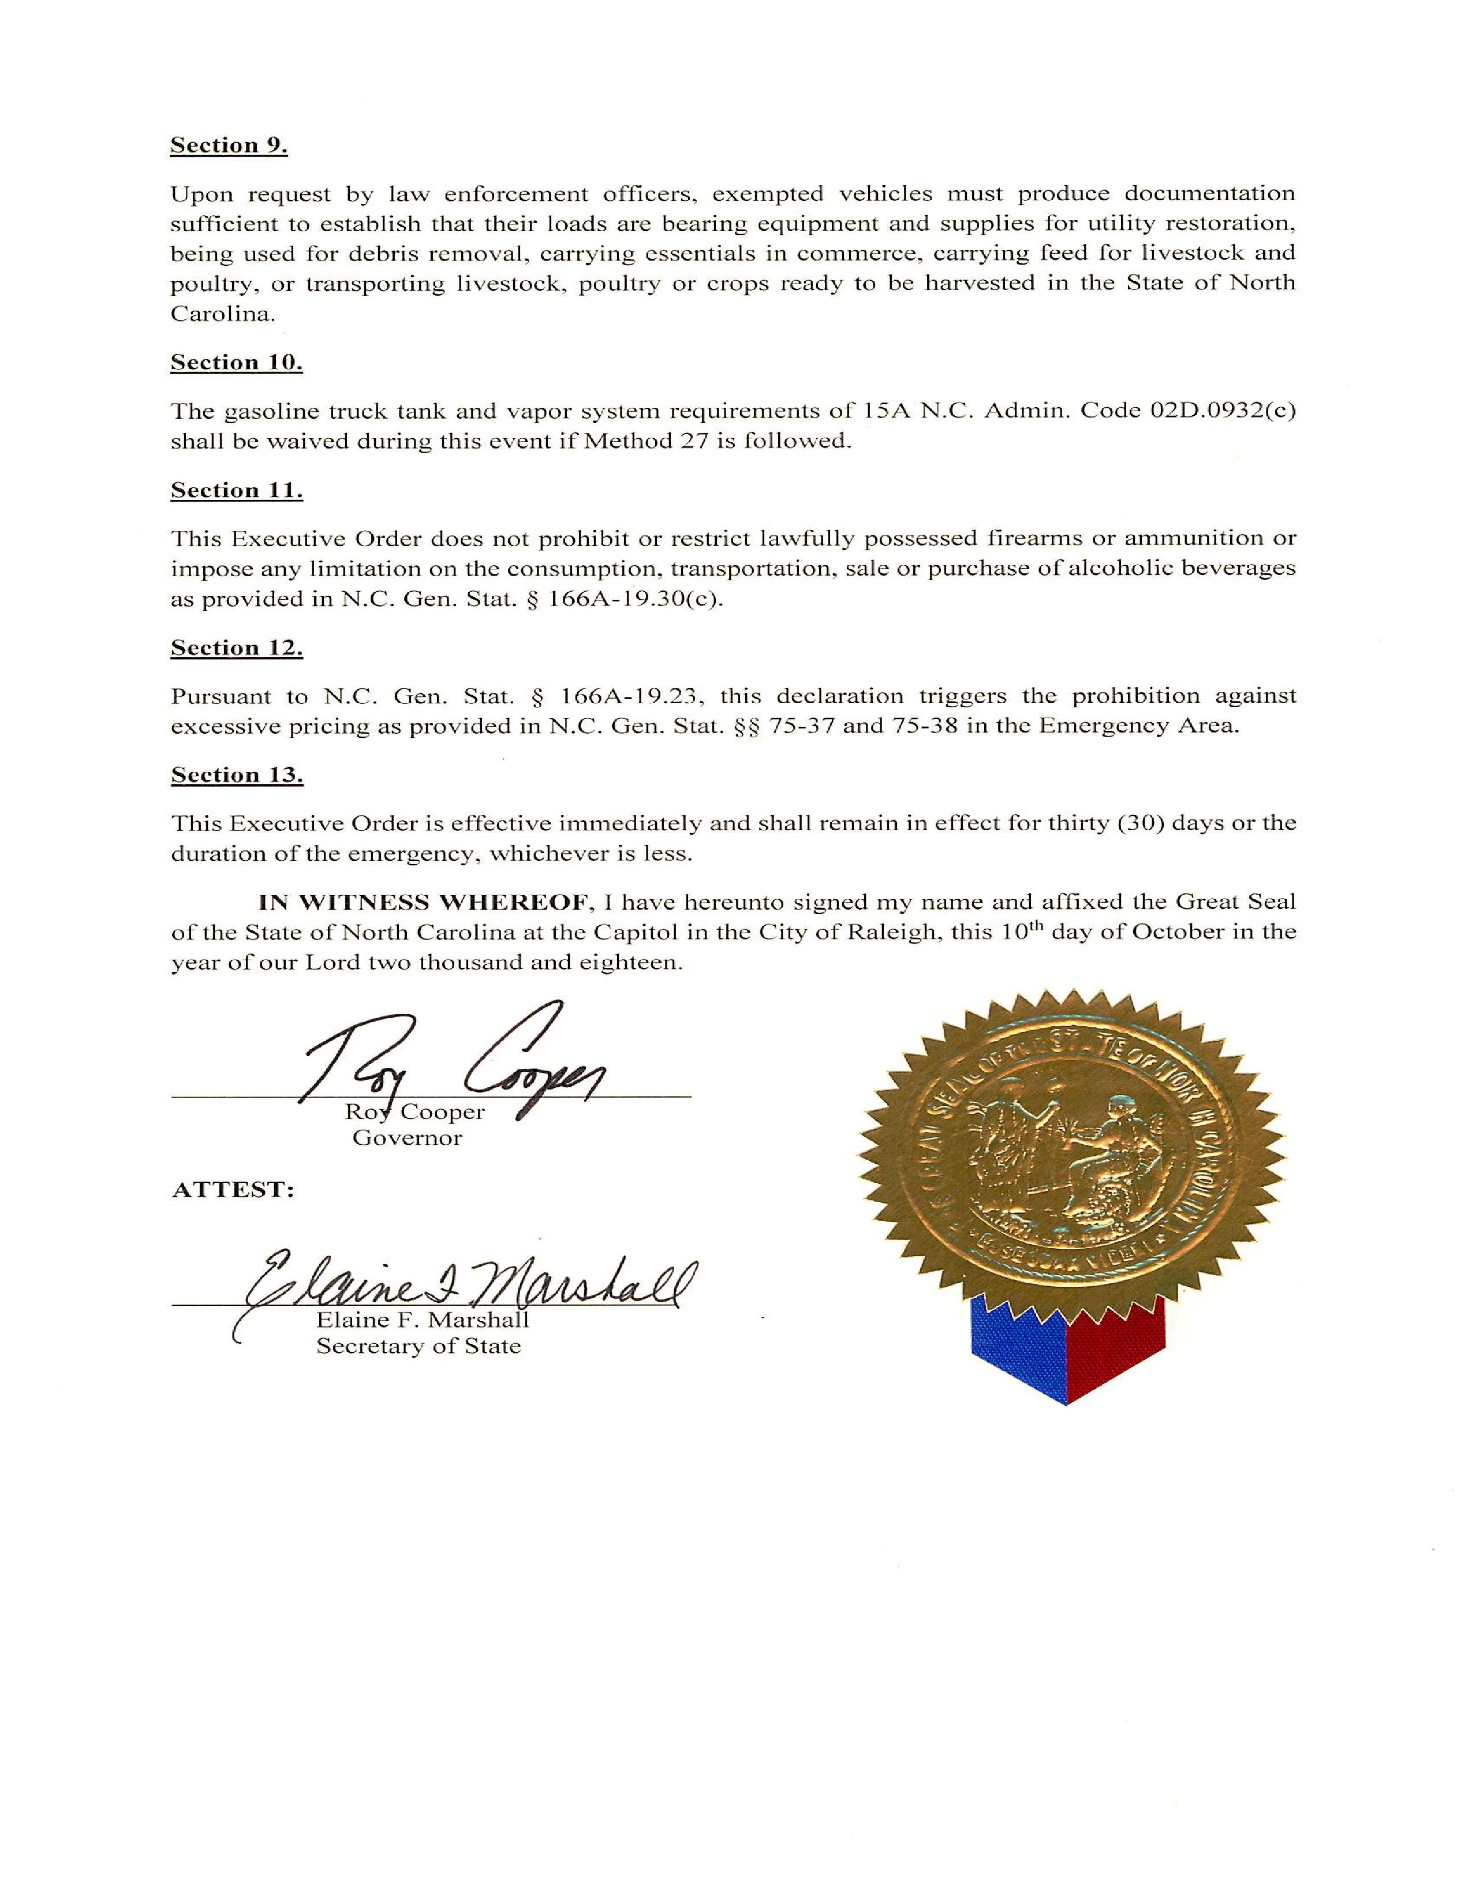 Section 9.
Upon request by law enforcement officers, exempted vehicles must produce documentation
sufficient to establish that their loads are bearing equipment and supplies for utility restoration,
being used for debris removal, carrying essentials in commerce, carrying feed for livestock and
poultry, or transporting livestock, poultry or crops ready to be harvested in the State of North
Carolina.
Section 10.
The gasoline truck tank and vapor system requirements of 15A N.C. Admin. Code 02D.0932(c)
shall be waived during this event if Method 27 is followed.
Section 11.
This Executive Order does not prohibit or restrict lawfully possessed firearms or ammunition or
impose any limitation on the consumption, transportation, sale or purchase of alcoholic beverages
as provided in N.C. Gen. Stat. § 166A-19.30(c).
Section 12.
Pursuant to N.C. Gen. Stat. § 166A-19.23, this declaration triggers the prohibition against
excessive pricing as provided in N.C. Gen. Stat. §§ 75-37 and 75-38 in the Emergency Area.
Section 13.
This Executive Order is effective immediately and shall remain in effect for thirty (30) days or the
duration of the emergency, whichever is less.
IN WITNESS WHEREOF, I have hereunto signed my name and affixed the Great Seal
of the State of North Carolina at the Capitol in the City of Raleigh, this 10th day of October in the
year of our Lord two thousand and eighteen.
Roy Cooper
Roy Cooper
Governor
ATTEST:
Elaine F Marshall
Elaine F. Marshall
Secretary of State
GREAT SEAL OF THE STATE OF NORTH CAROLINA
ESSE QUAM VIDERI